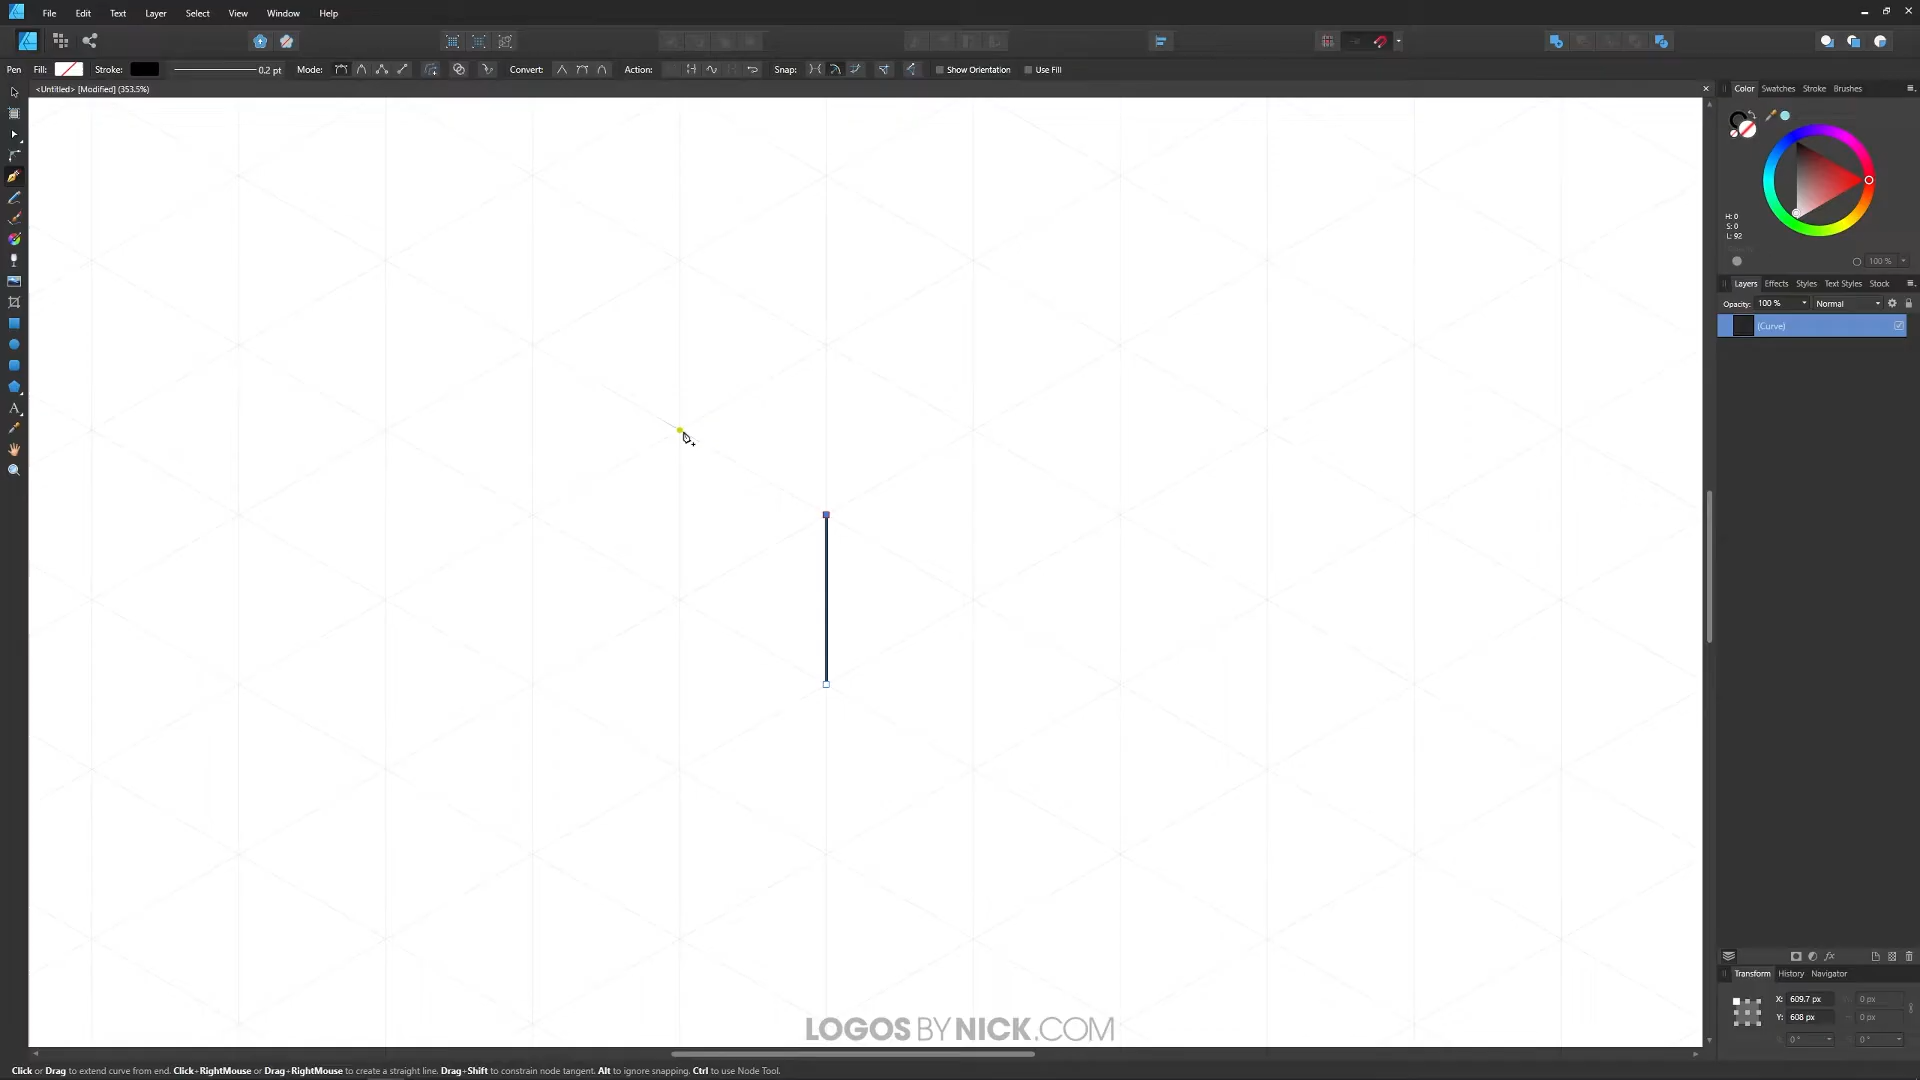 File Edit Text Layer Select View Window Help
Pen Fill: Stroke: 0.2 pt Mode: Convert: Action: Snap: Show Orientation Use Fill
<Untitled> [Modified] (353.5%)
Color Swatches Stroke Brushes
H: 0
S: 0
L: 92
100 %
Layers Effects Styles Text Styles Stock
Opacity: 100 % Normal
(Curve)
Transform History Navigator
X: 609.7 px 0 px
Y: 608 px 0 px
0 ° 0 °
LOGOS BY NICK.COM
Click or Drag to extend curve from end. Click+RightMouse or Drag+RightMouse to create a straight line. Drag+Shift to constrain node tangent. Alt to ignore snapping. Ctrl to use Node Tool.